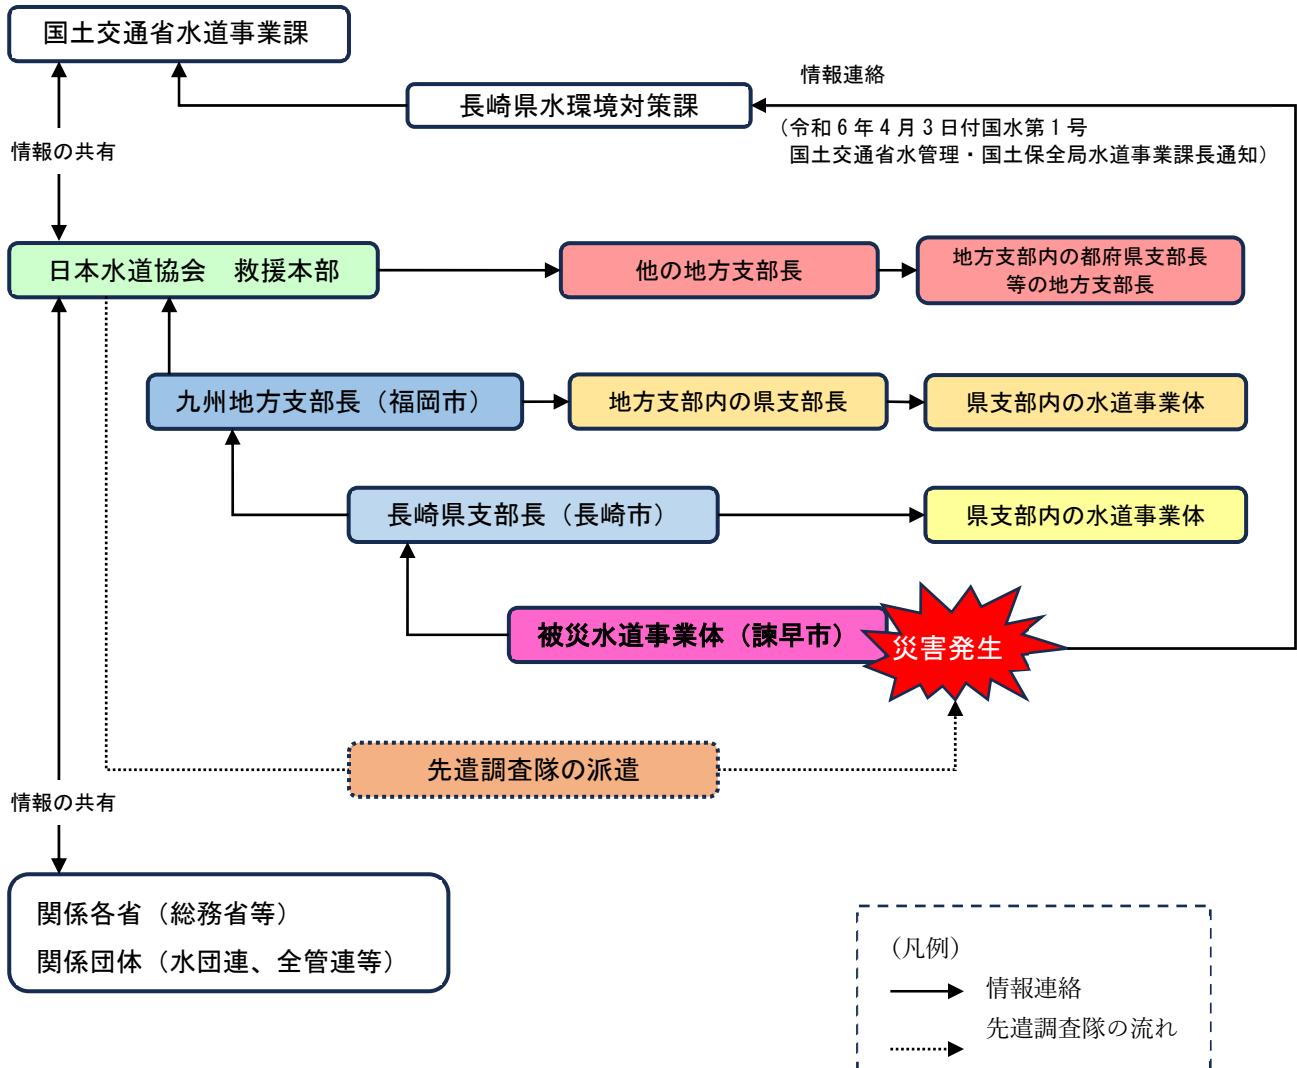 国土交通省水道事業課
情報連絡
長崎県水環境対策課
（令和６年４月３日付国水第１号
国土交通省水管理・国土保全局水道事業課長通知）
情報の共有
日本水道協会　救援本部
他の地方支部長
地方支部内の都府県支部長
等の地方支部長
九州地方支部長（福岡市）
地方支部内の県支部長
県支部内の水道事業体
長崎県支部長（長崎市）
県支部内の水道事業体
被災水道事業体（諫早市）
災害発生
先遣調査隊の派遣
情報の共有
関係各省（総務省等）
関係団体（水団連、全管連等）
（凡例）
情報連絡
先遣調査隊の流れ